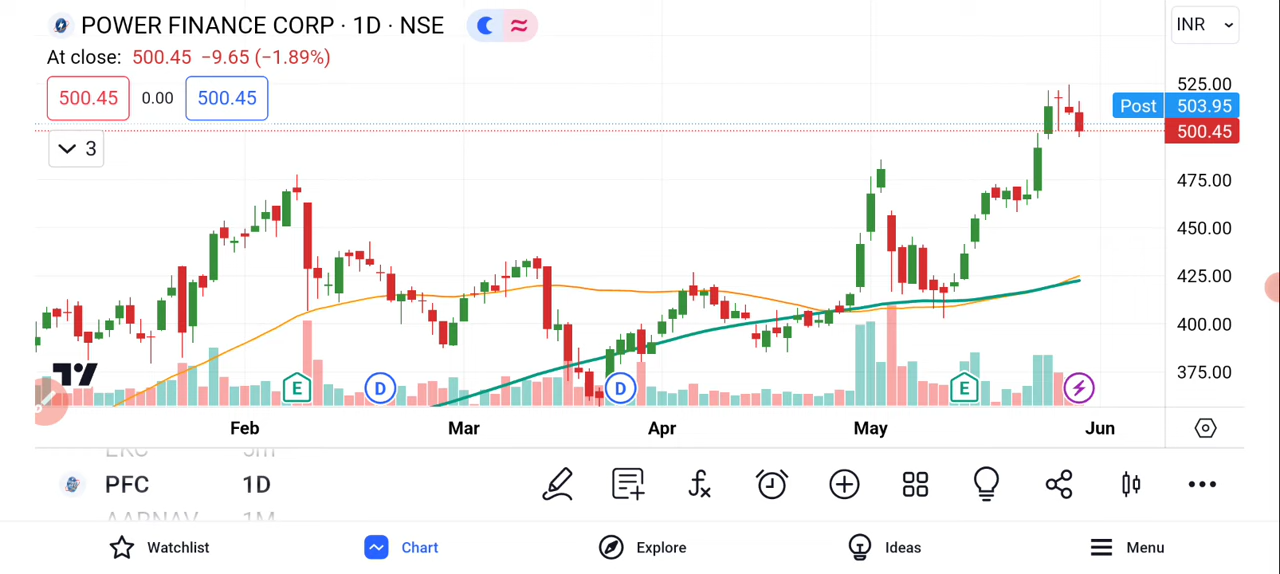 POWER FINANCE CORP · 1D · NSE
INR
At close: 500.45 −9.65 (−1.89%)
500.45 0.00 500.45
3
525.00
Post 503.95
500.45
475.00
450.00
425.00
400.00
375.00
E D D E
Feb Mar Apr May Jun
PFC 1D
AARNAV 1M
Watchlist Chart Explore Ideas Menu